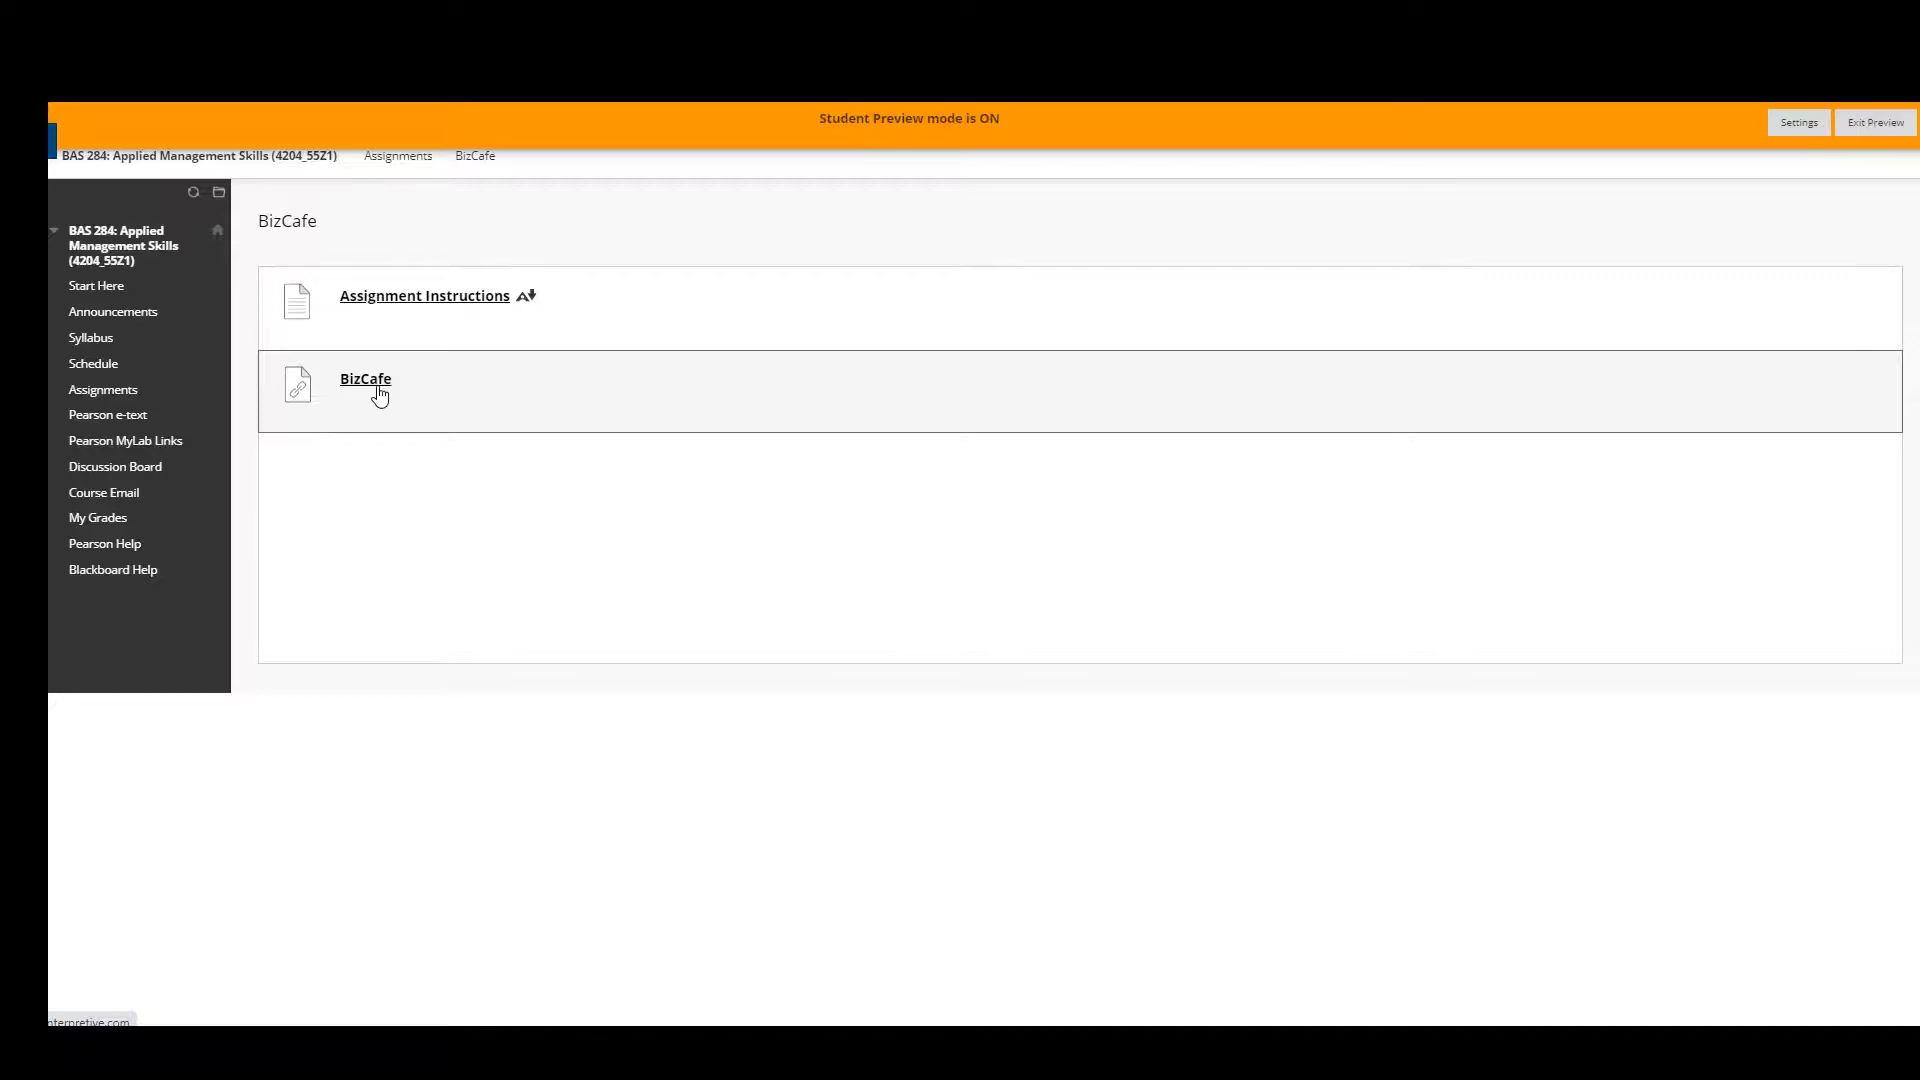 Student Preview mode is ON
Settings
Exit Preview
BAS 284: Applied Management Skills (4204_55Z1)
Assignments
BizCafe
BAS 284: Applied
Management Skills
(4204_55Z1)
Start Here
Announcements
Syllabus
Schedule
Assignments
Pearson e-text
Pearson MyLab Links
Discussion Board
Course Email
My Grades
Pearson Help
Blackboard Help
BizCafe
Assignment Instructions
BizCafe
nterpretive.com